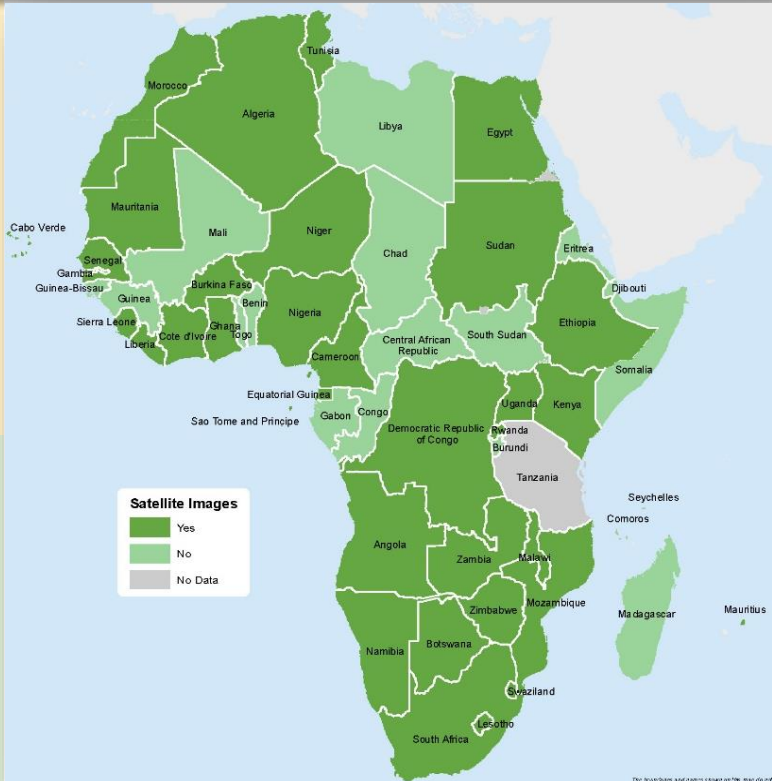 Tunisia
Morocco
Algeria
Libya
Egypt
Mauritania
Mali
Niger
Cabo Verde
Chad
Sudan
Eritrea
Senegal
Gambia
Guinea-Bissau
Guinea
Burkina Faso
Benin
Djibouti
Nigeria
Sierra Leone
Cote d'Ivoire
Ghana
Togo
Ethiopia
Liberia
Central African
Republic
South Sudan
Cameroon
Somalia
Equatorial Guinea
Gabon
Congo
Uganda
Kenya
Sao Tome and Principe
Democratic Republic
of Congo
Rwanda
Burundi
Tanzania
Seychelles
Comoros
Satellite Images
Yes
No
No Data
Angola
Zambia
Malawi
Mozambique
Zimbabwe
Madagascar
Mauritius
Namibia
Botswana
Swaziland
Lesotho
South Africa